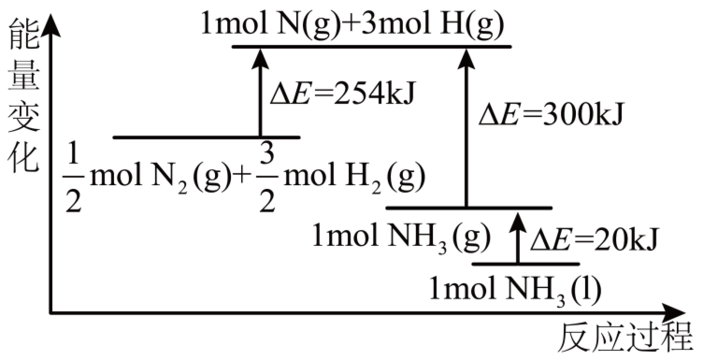 能量变化
1mol N(g)+3mol H(g)
ΔE=254kJ
ΔE=300kJ
1/2 mol N₂(g)+3/2 mol H₂(g)
1mol NH₃(g)
ΔE=20kJ
1mol NH₃(l)
反应过程